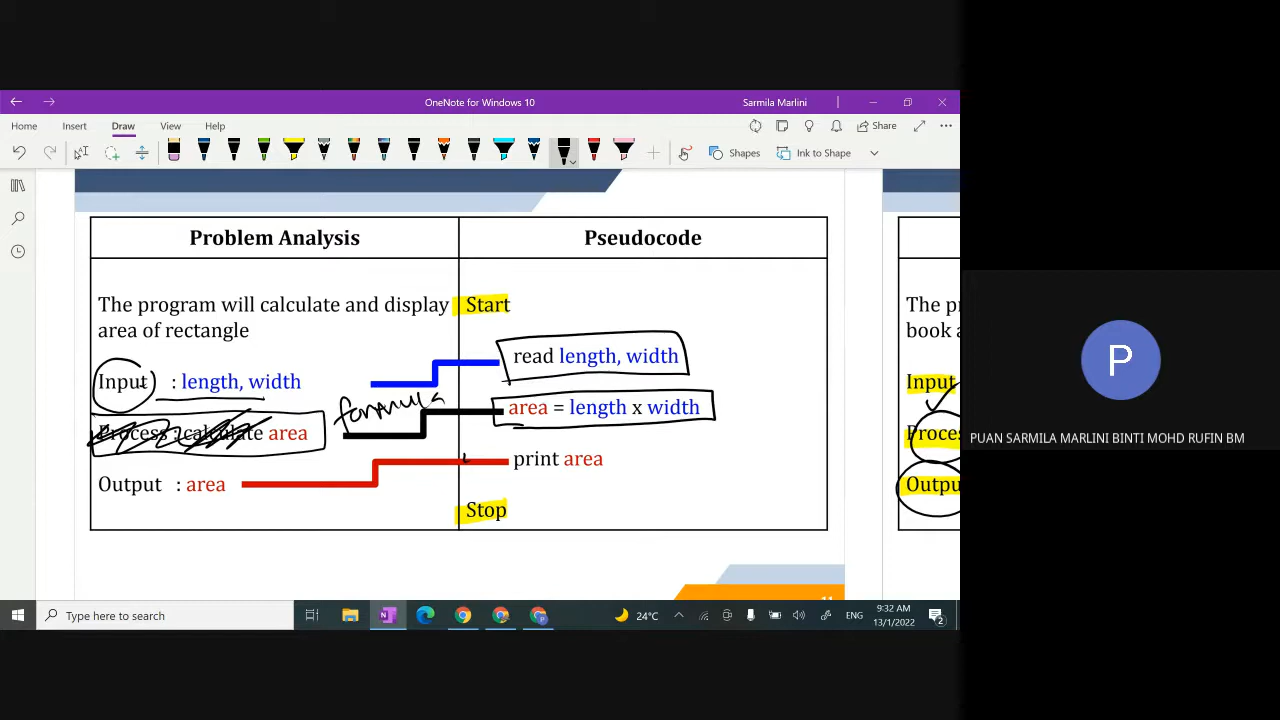 OneNote for Windows 10
Sarmila Marlini
Home Insert Draw View Help
Share
Shapes
Ink to Shape
Problem Analysis
Pseudocode
The program will calculate and display
area of rectangle
Input : length, width
Process : calculate area
Output : area
formula
Start
read length, width
area = length x width
print area
Stop
11
The p
book a
Input
Proces
Outpu
P
PUAN SARMILA MARLINI BINTI MOHD RUFIN BM
Type here to search
24°C
ENG
9:32 AM
13/1/2022
2